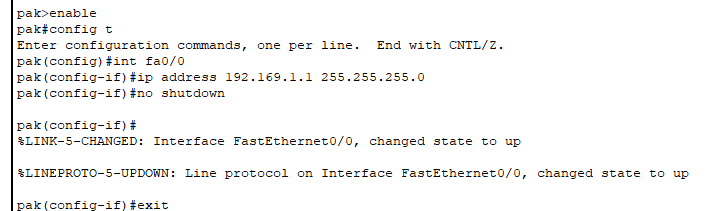 pak>enable
pak#config t
Enter configuration commands, one per line.  End with CNTL/Z.
pak(config)#int fa0/0
pak(config-if)#ip address 192.169.1.1 255.255.255.0
pak(config-if)#no shutdown
pak(config-if)#
%LINK-5-CHANGED: Interface FastEthernet0/0, changed state to up
%LINEPROTO-5-UPDOWN: Line protocol on Interface FastEthernet0/0, changed state to up
pak(config-if)#exit